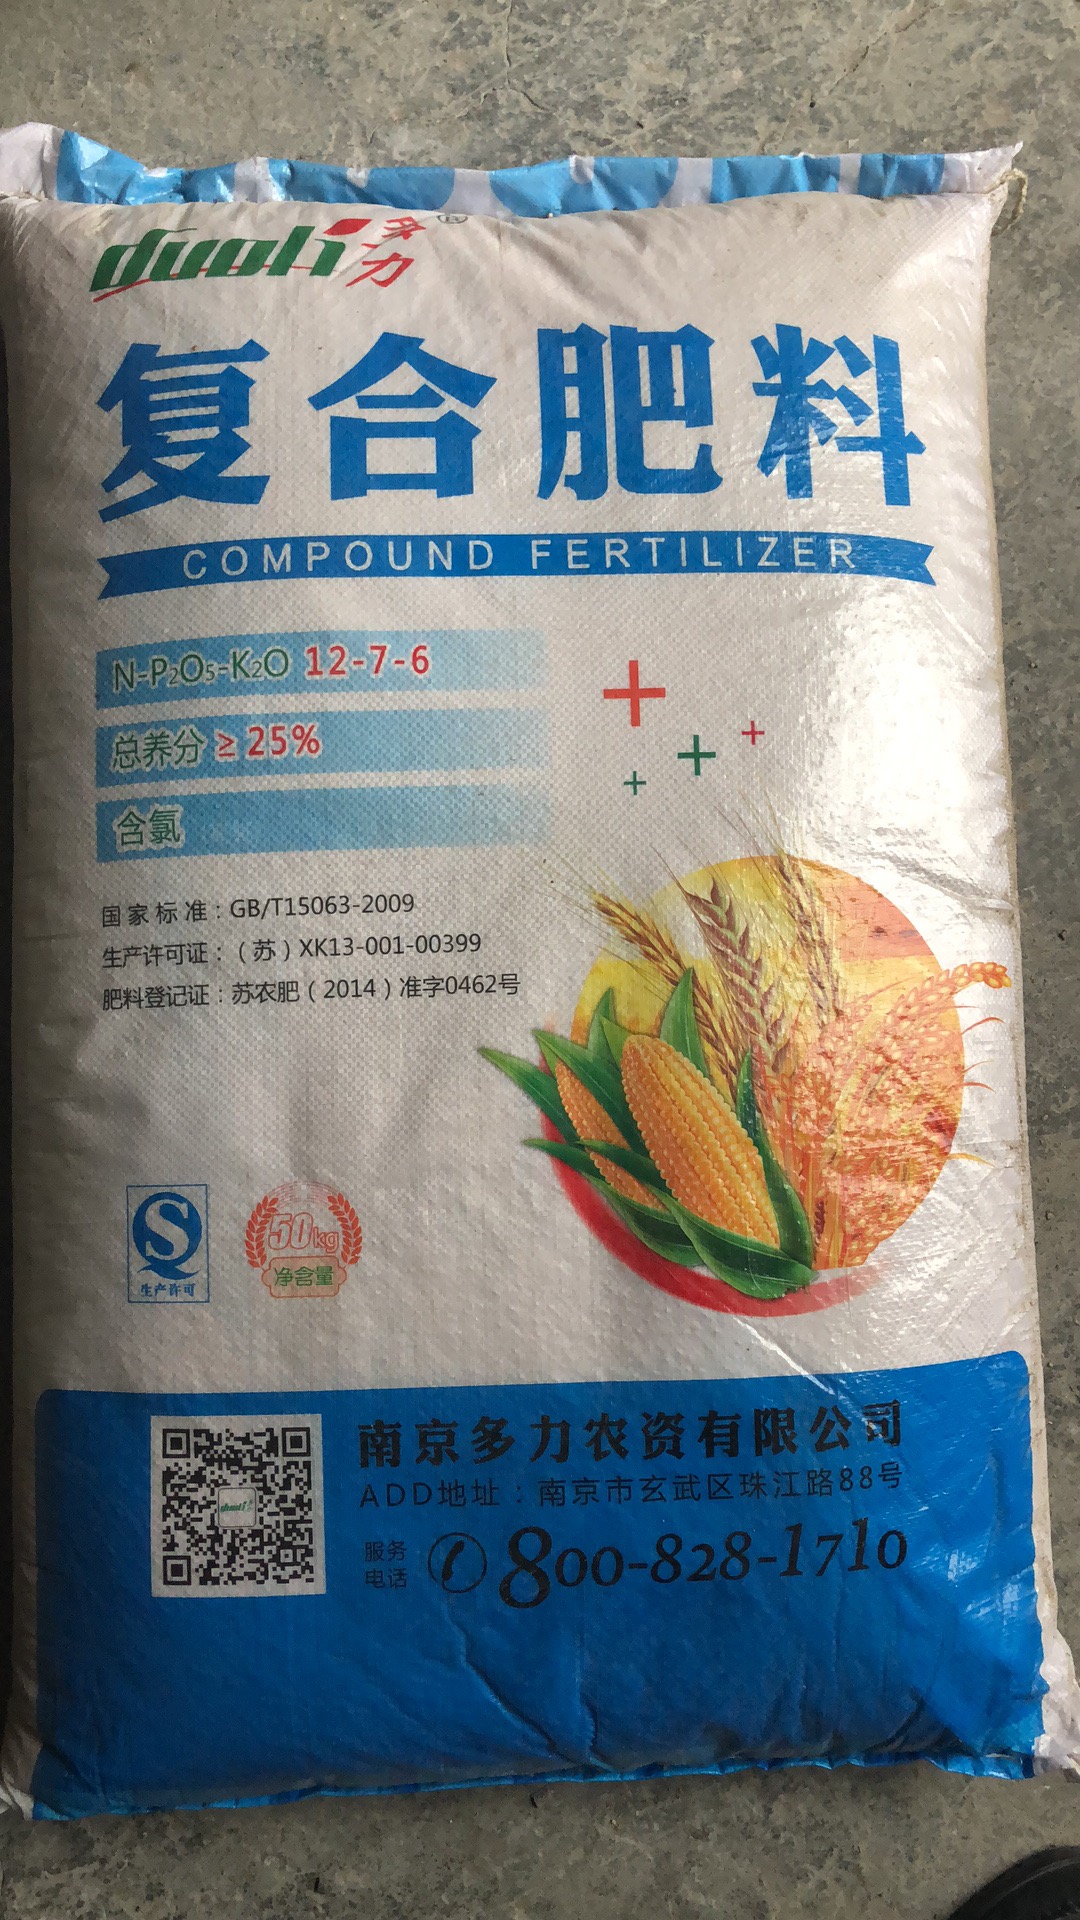 duoli 多力®
复合肥料
COMPOUND FERTILIZER
N-P₂O₅-K₂O 12-7-6
总养分 ≥25%
含氯
国家标准：GB/T15063-2009
生产许可证：（苏）XK13-001-00399
肥料登记证：苏农肥（2014）准字0462号
生产许可
50kg
净含量
南京多力农资有限公司
ADD地址：南京市玄武区珠江路88号
服务电话 800-828-1710